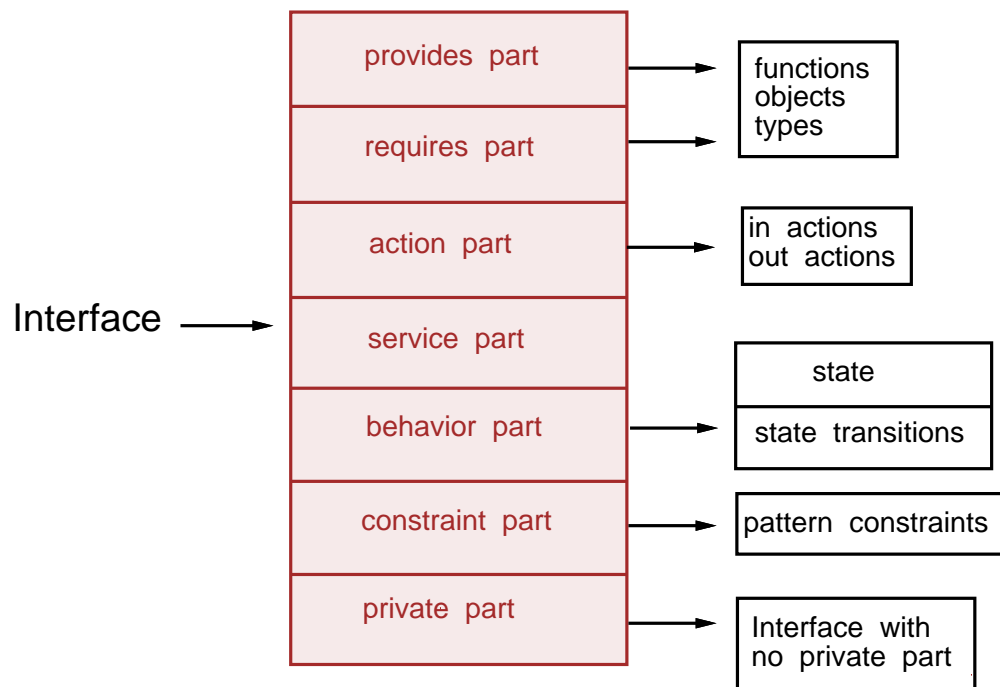 Interface
provides part
requires part
action part
service part
behavior part
constraint part
private part
functions
objects
types
in actions
out actions
state
state transitions
pattern constraints
Interface with
no private part